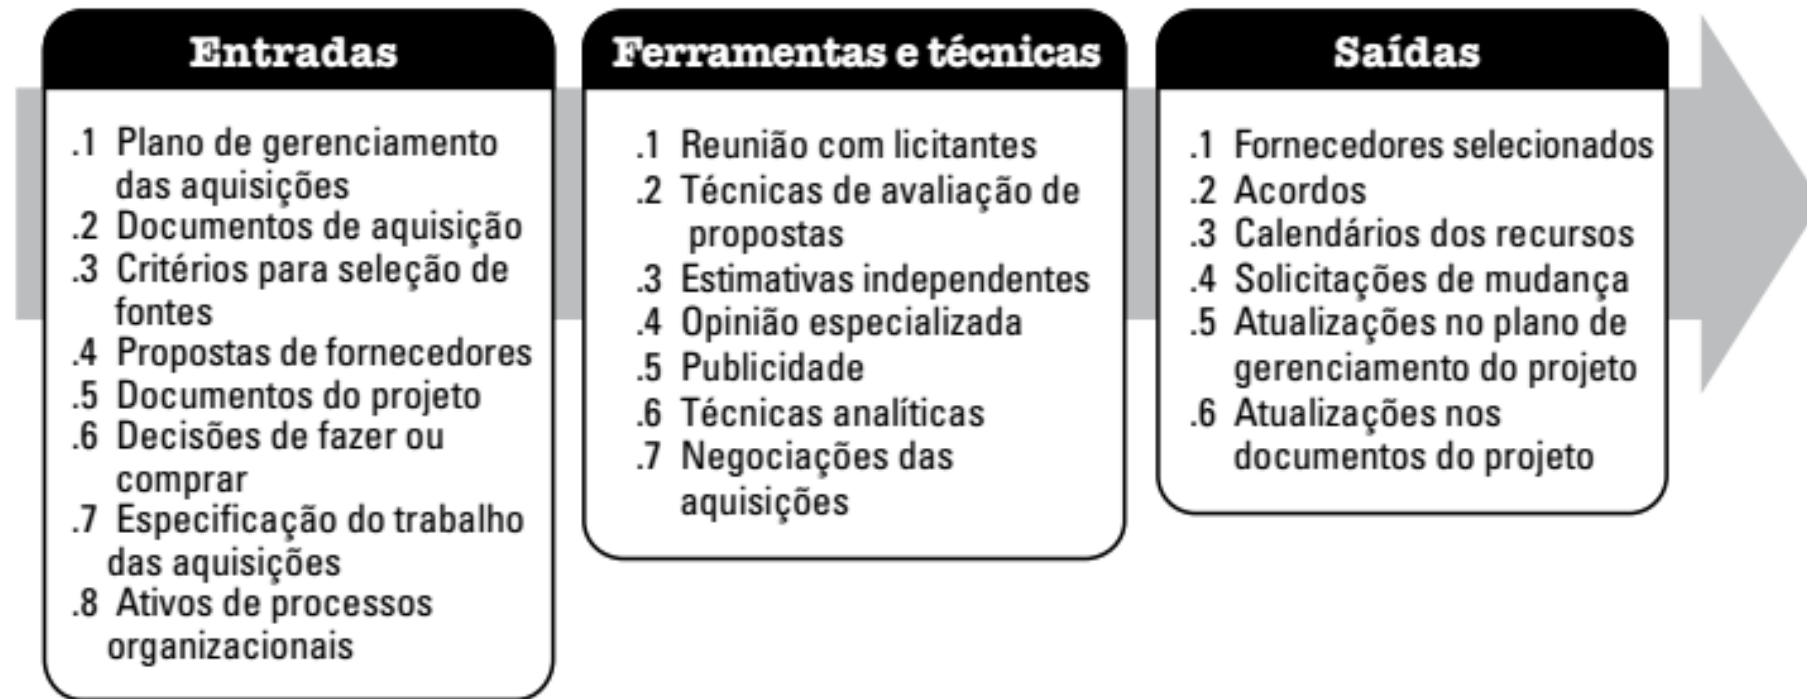 Entradas
.1 Plano de gerenciamento
das aquisições
.2 Documentos de aquisição
.3 Critérios para seleção de
fontes
.4 Propostas de fornecedores
.5 Documentos do projeto
.6 Decisões de fazer ou
comprar
.7 Especificação do trabalho
das aquisições
.8 Ativos de processos
organizacionais
Ferramentas e técnicas
.1 Reunião com licitantes
.2 Técnicas de avaliação de
propostas
.3 Estimativas independentes
.4 Opinião especializada
.5 Publicidade
.6 Técnicas analíticas
.7 Negociações das
aquisições
Saídas
.1 Fornecedores selecionados
.2 Acordos
.3 Calendários dos recursos
.4 Solicitações de mudança
.5 Atualizações no plano de
gerenciamento do projeto
.6 Atualizações nos
documentos do projeto